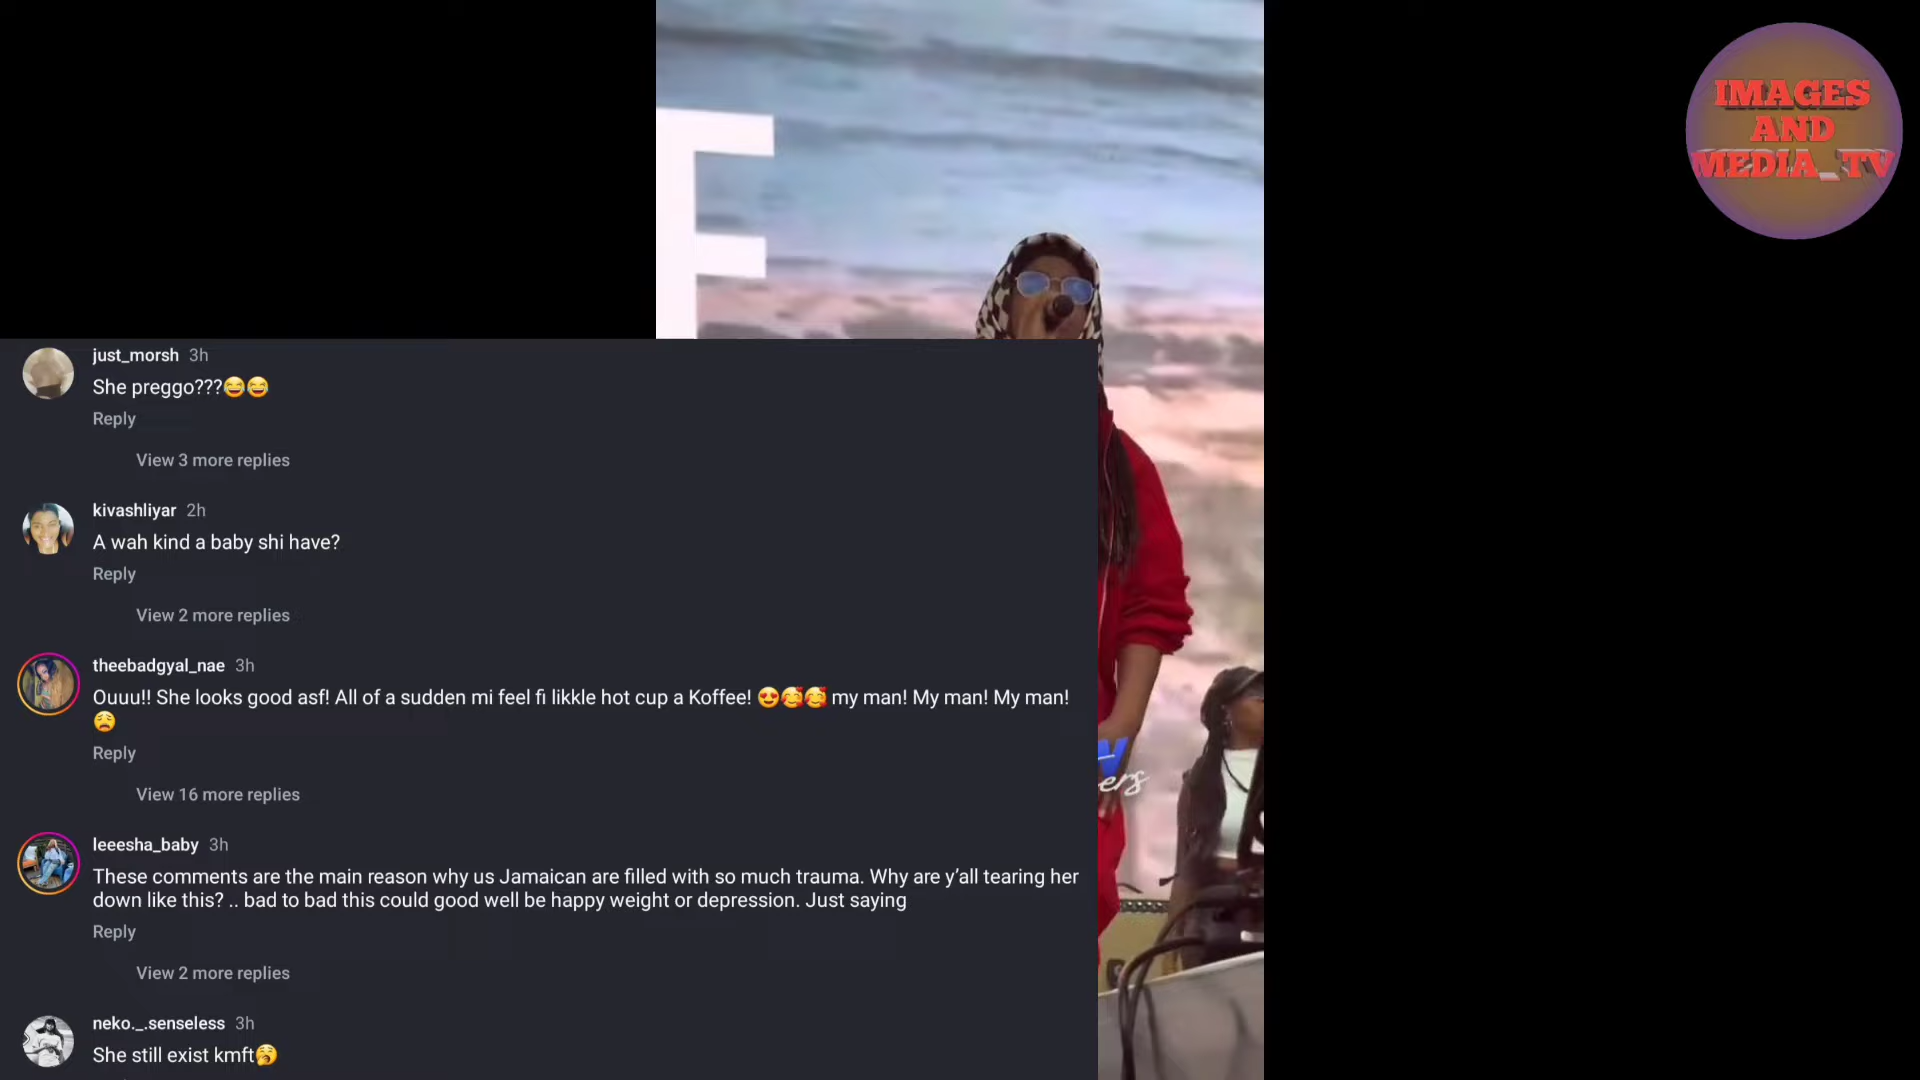 IMAGES
AND
MEDIA_TV
E
just_morsh 3h
She preggo???😂😂
Reply
View 3 more replies
kivashliyar 2h
A wah kind a baby shi have?
Reply
View 2 more replies
theebadgyal_nae 3h
Ouuu!! She looks good asf! All of a sudden mi feel fi likkle hot cup a Koffee! 😍🥰🥰 my man! My man! My man!
😩
Reply
View 16 more replies
leeesha_baby 3h
These comments are the main reason why us Jamaican are filled with so much trauma. Why are y’all tearing her
down like this? .. bad to bad this could good well be happy weight or depression. Just saying
Reply
View 2 more replies
neko._.senseless 3h
She still exist kmft🥱
ers